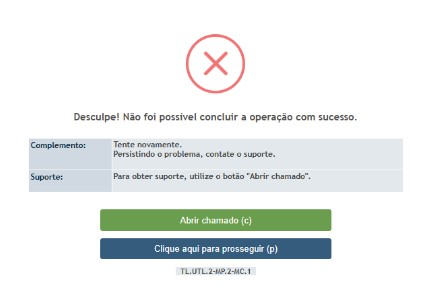 Desculpe! Não foi possível concluir a operação com sucesso.
Complemento: Tente novamente.
Persistindo o problema, contate o suporte.
Suporte: Para obter suporte, utilize o botão "Abrir chamado".
Abrir chamado (c)
Clique aqui para prosseguir (p)
TL.UTL.2-MP.2-MC.1